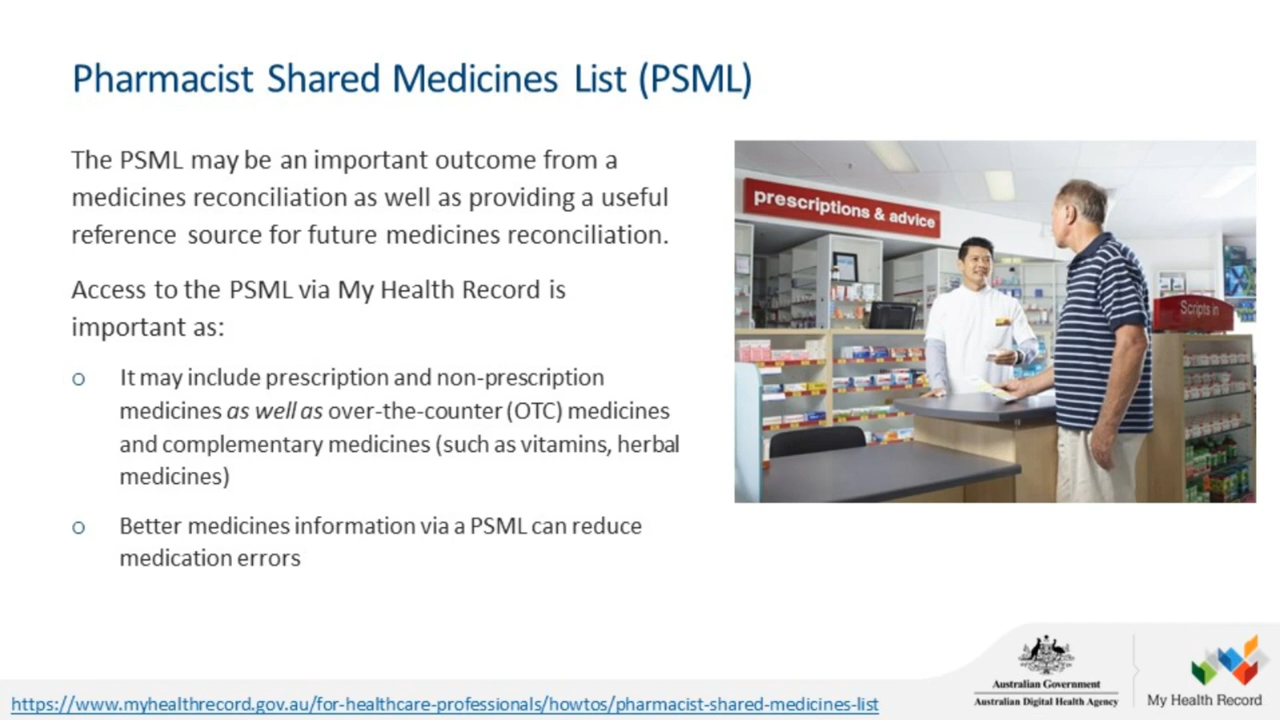 Pharmacist Shared Medicines List (PSML)
The PSML may be an important outcome from a
medicines reconciliation as well as providing a useful
reference source for future medicines reconciliation.
Access to the PSML via My Health Record is
important as:
o It may include prescription and non-prescription
medicines as well as over-the-counter (OTC) medicines
and complementary medicines (such as vitamins, herbal
medicines)
o Better medicines information via a PSML can reduce
medication errors
prescriptions & advice
Scripts in
https://www.myhealthrecord.gov.au/for-healthcare-professionals/howtos/pharmacist-shared-medicines-list
Australian Government
Australian Digital Health Agency
My Health Record